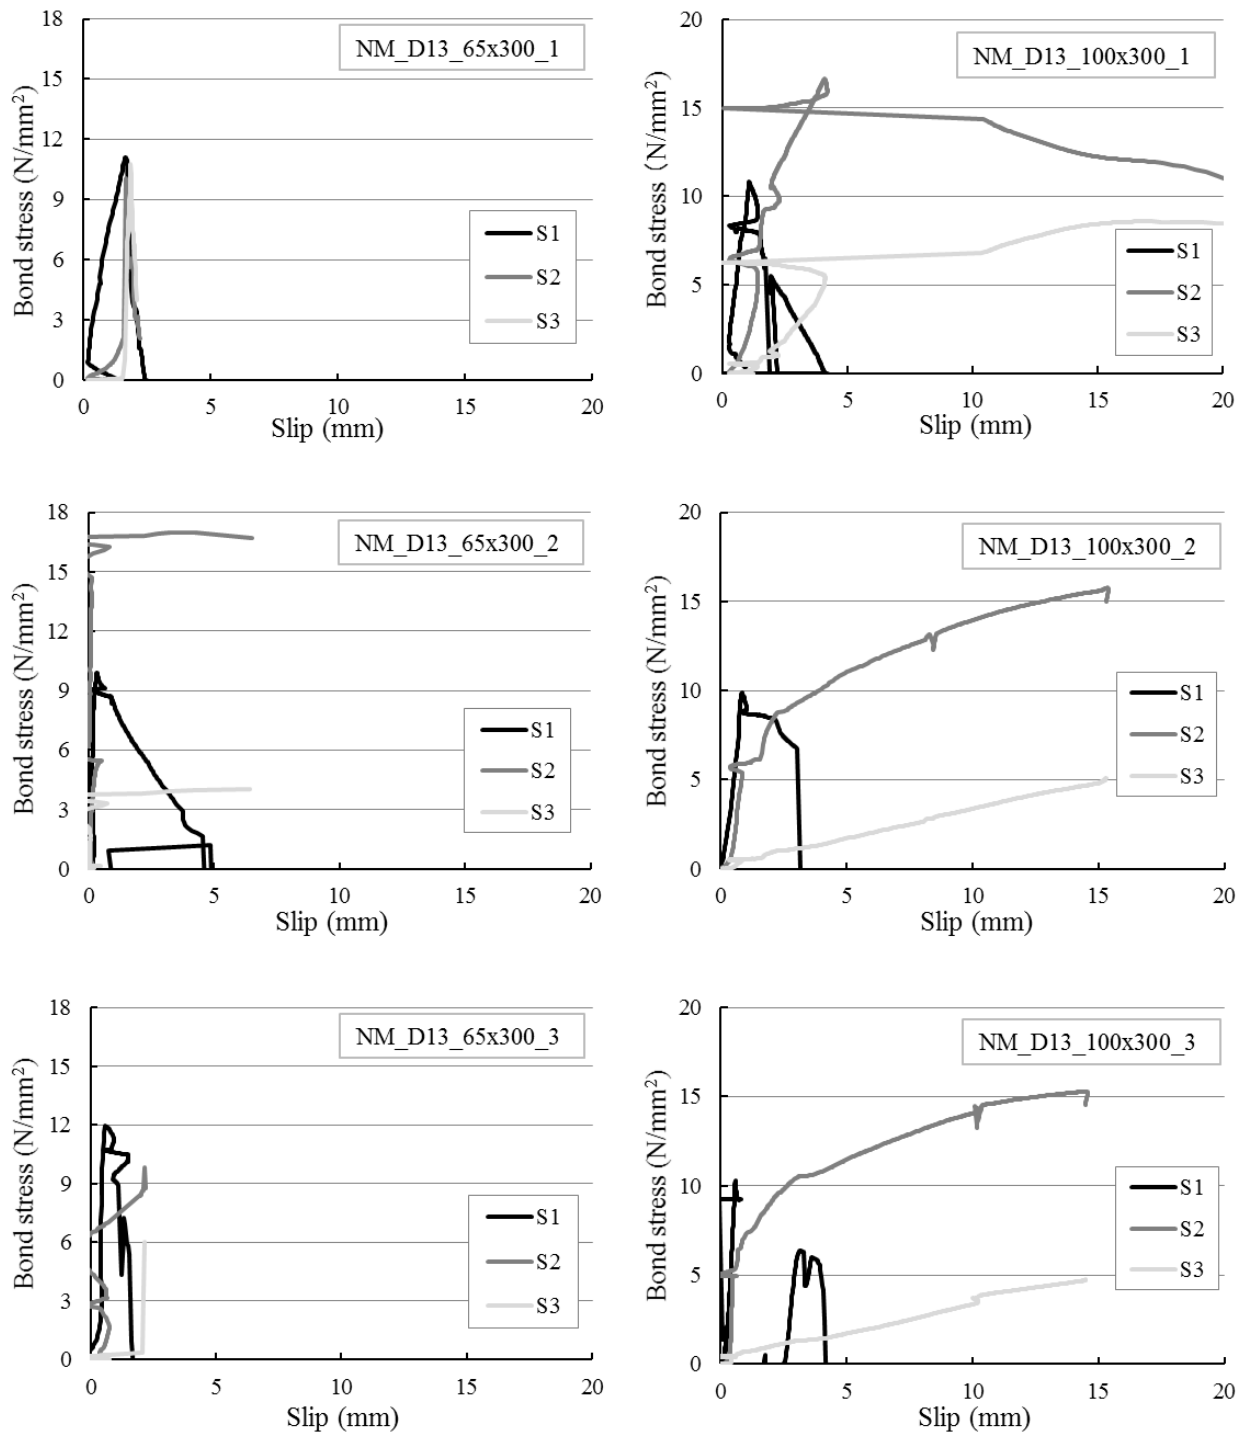 NM_D13_65x300_1
Bond stress (N/mm²)
18
15
12
9
6
3
0
S1
S2
S3
0 5 10 15 20
Slip (mm)
NM_D13_100x300_1
Bond stress (N/mm²)
20
15
10
5
0
S1
S2
S3
0 5 10 15 20
Slip (mm)
NM_D13_65x300_2
Bond stress (N/mm²)
18
15
12
9
6
3
0
S1
S2
S3
0 5 10 15 20
Slip (mm)
NM_D13_100x300_2
Bond stress (N/mm²)
20
15
10
5
0
S1
S2
S3
0 5 10 15 20
Slip (mm)
NM_D13_65x300_3
Bond stress (N/mm²)
18
15
12
9
6
3
0
S1
S2
S3
0 5 10 15 20
Slip (mm)
NM_D13_100x300_3
Bond stress (N/mm²)
20
15
10
5
0
S1
S2
S3
0 5 10 15 20
Slip (mm)